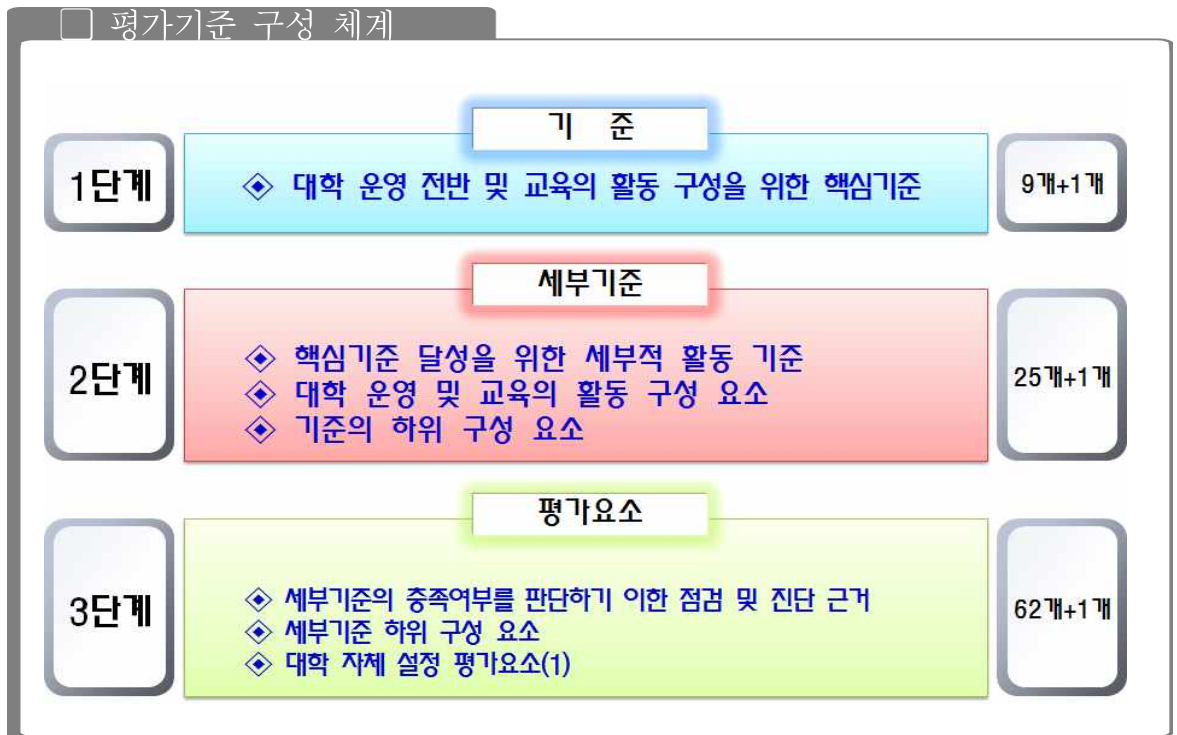 □ 평가기준 구성 체계
기 준
1단계
◈ 대학 운영 전반 및 교육의 활동 구성을 위한 핵심기준
9개+1개
세부기준
2단계
◈ 핵심기준 달성을 위한 세부적 활동 기준
◈ 대학 운영 및 교육의 활동 구성 요소
◈ 기준의 하위 구성 요소
25개+1개
평가요소
3단계
◈ 세부기준의 충족여부를 판단하기 이한 점검 및 진단 근거
◈ 세부기준 하위 구성 요소
◈ 대학 자체 설정 평가요소(1)
62개+1개